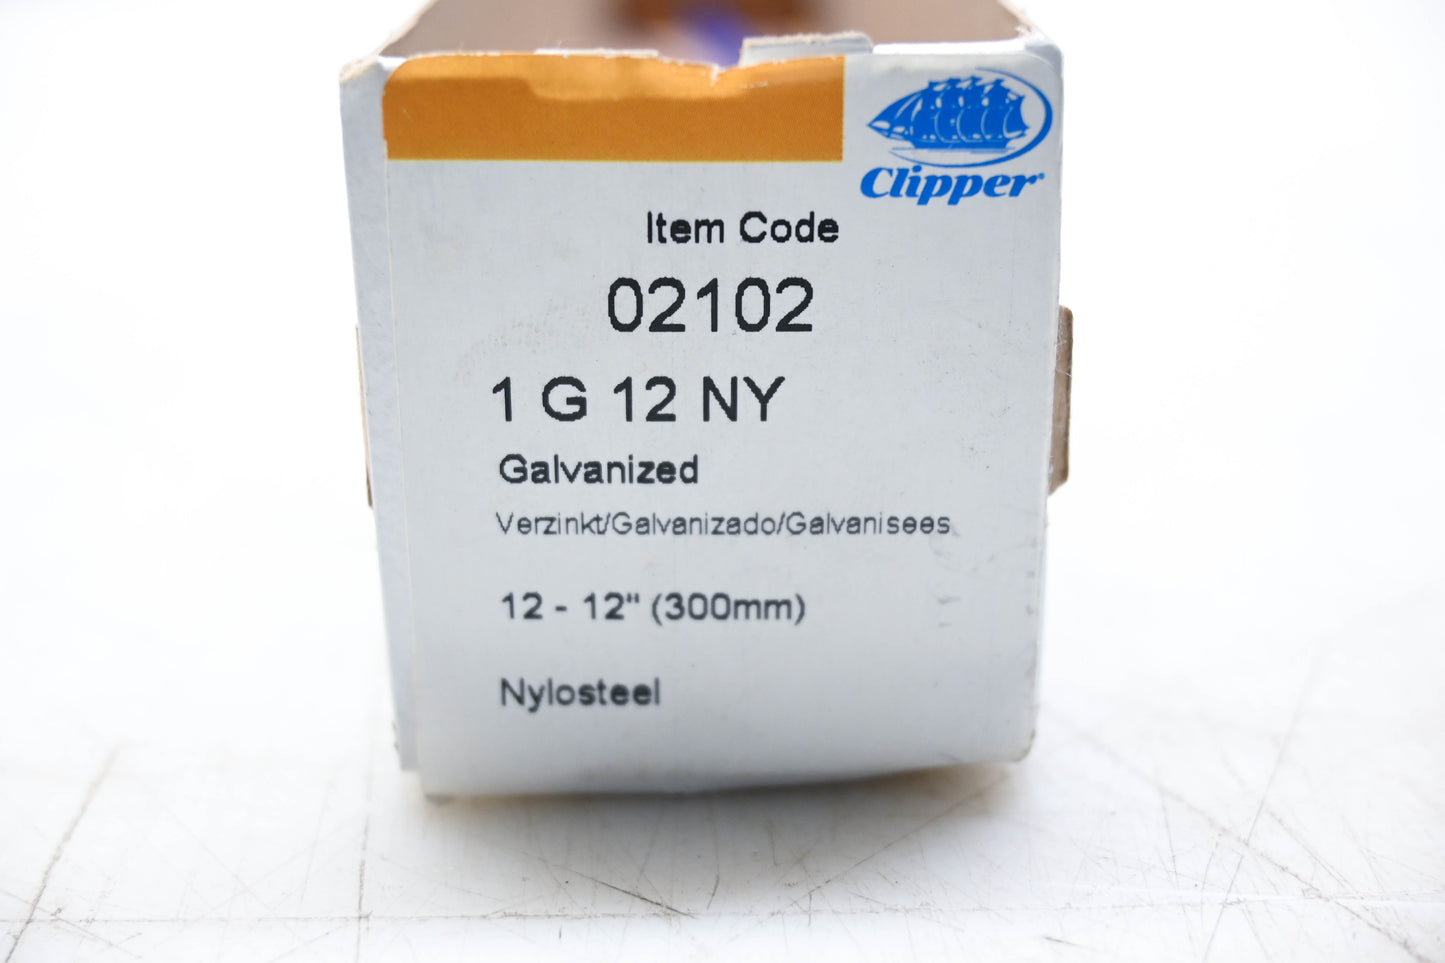 Clipper
Item Code
02102
1 G 12 NY
Galvanized
Verzinkt/Galvanizado/Galvanisees
12 - 12" (300mm)
Nylosteel